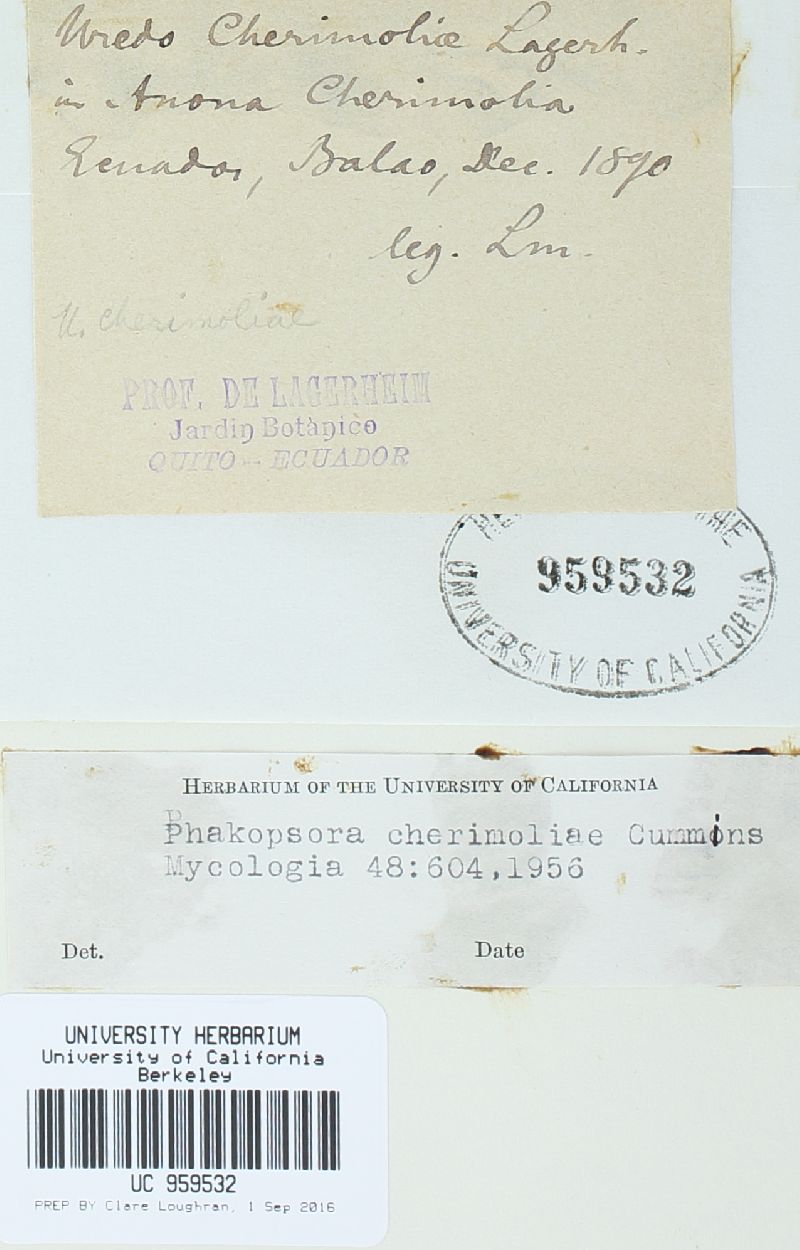 Uredo Cherimoliæ Lagerh.
in Anona Cherimolia
Ecuador, Balao, Dec. 1890
leg. Lm.
U. cherimoliae
PROF. DE LAGERHEIM
Jardin Botànico
QUITO -- ECUADOR
959532
UNIVERSITY OF CALIFORNIA
HERBARIUM OF THE UNIVERSITY OF CALIFORNIA
Phakopsora cherimoliae Cummins
Mycologia 48:604,1956
Det. Date
UNIVERSITY HERBARIUM
University of California
Berkeley
UC 959532
PREP BY Clare Loughran, 1 Sep 2016